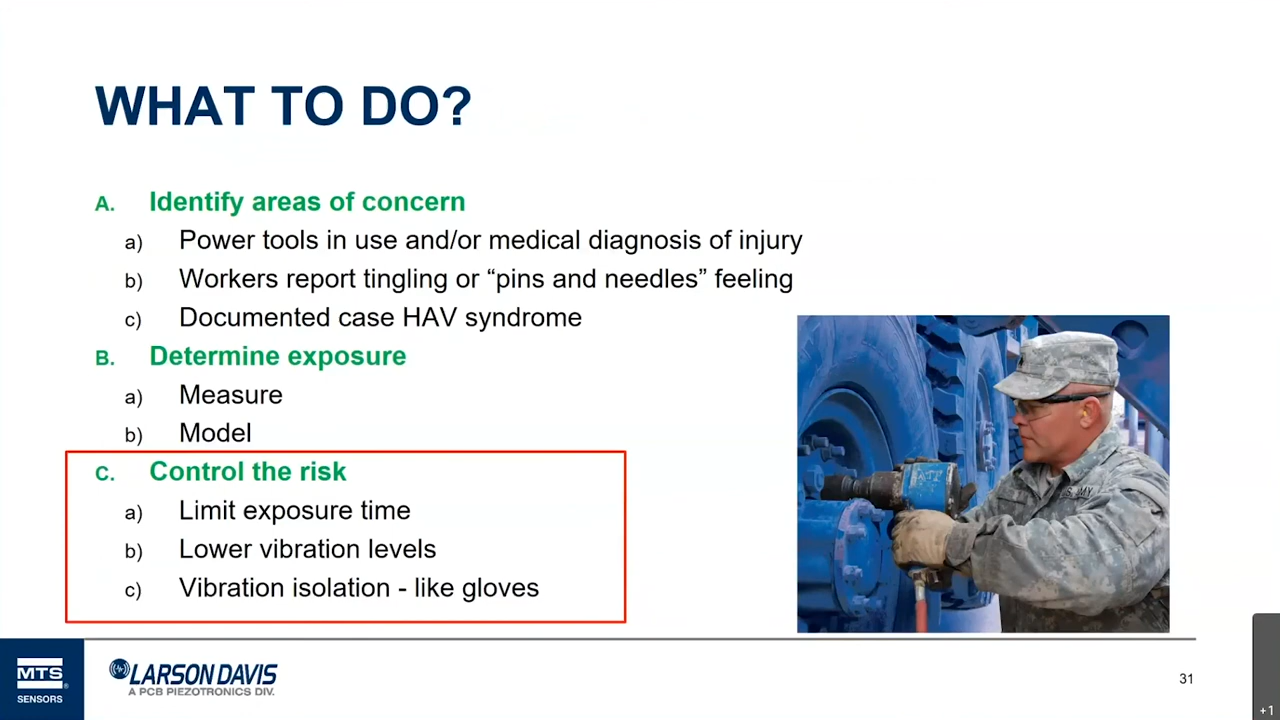 WHAT TO DO?
A. Identify areas of concern
a) Power tools in use and/or medical diagnosis of injury
b) Workers report tingling or “pins and needles” feeling
c) Documented case HAV syndrome
B. Determine exposure
a) Measure
b) Model
C. Control the risk
a) Limit exposure time
b) Lower vibration levels
c) Vibration isolation - like gloves
MTS
SENSORS
LARSON DAVIS
A PCB PIEZOTRONICS DIV.
31
+1